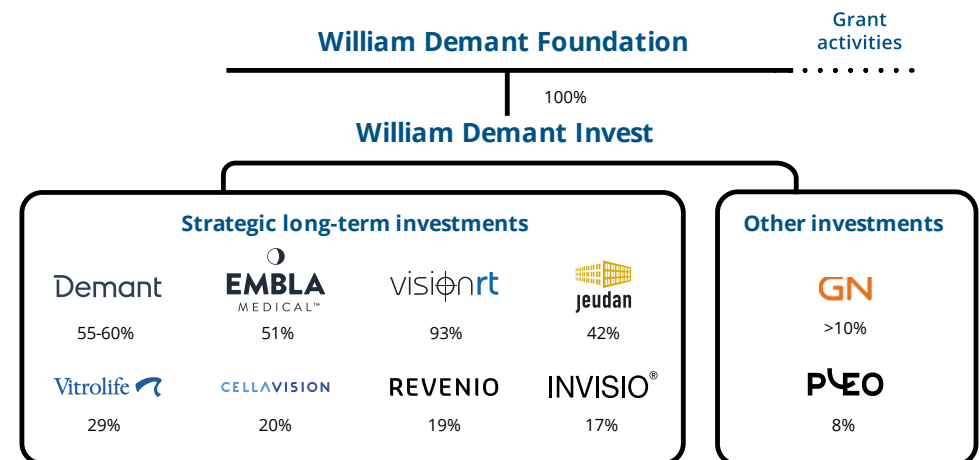 Grant
activities
William Demant Foundation
100%
William Demant Invest
Strategic long-term investments
Demant
EMBLA
MEDICAL™
visionrt
jeudan
55-60%
51%
93%
42%
Vitrolife
CELLAVISION
REVENIO
INVISIO®
29%
20%
19%
17%
Other investments
GN
>10%
PLEO
8%